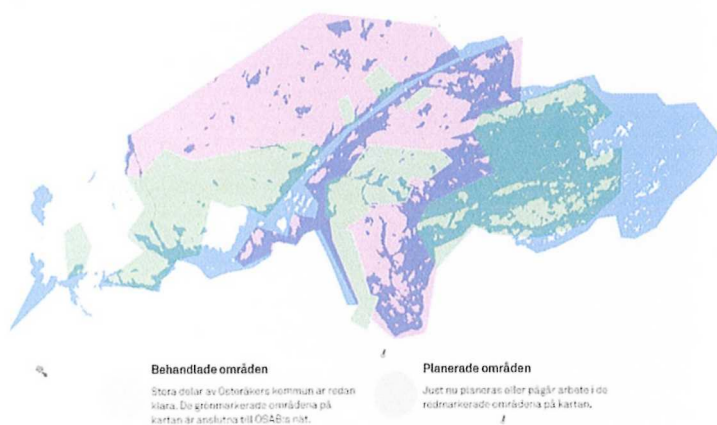 Behandlade områden
Stora delar av Österåkers kommun är redan
klara. De grönmarkerade områdena på
kartan är anslutna till OSAB:s nät.
Planerade områden
Just nu planeras eller pågår arbete i de
rödmarkerade områdena på kartan.